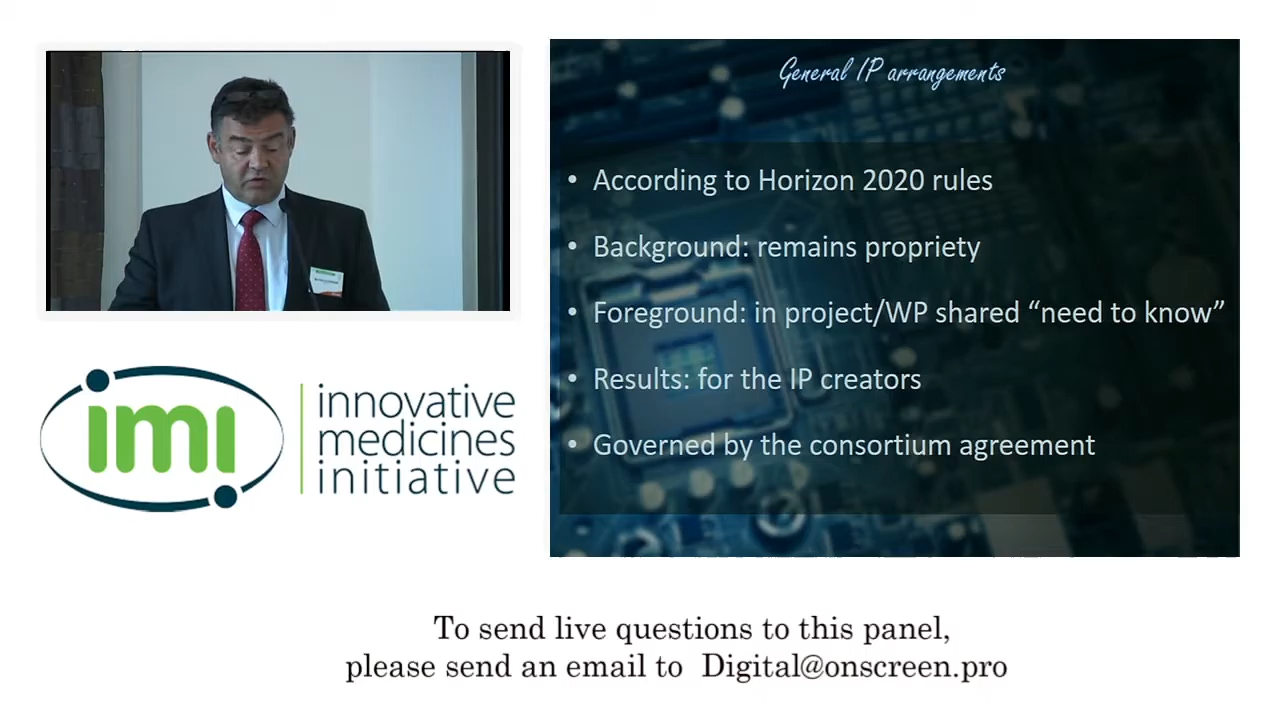 General IP arrangements
• According to Horizon 2020 rules
• Background: remains propriety
• Foreground: in project/WP shared “need to know”
• Results: for the IP creators
• Governed by the consortium agreement
imi
innovative
medicines
initiative
To send live questions to this panel,
please send an email to Digital@onscreen.pro